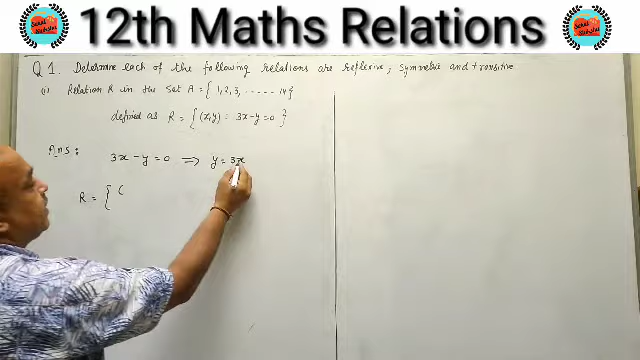 12th Maths Relations
Q 1. Determine each of the following relations are reflexive, symmetric and transitive
(i) Relation R in the set A = { 1, 2, 3, ...... 14}
defined as R = { (x,y) = 3x-y=0 }
Ans :
3x - y = 0 ⇒ y = 3x
R = { (